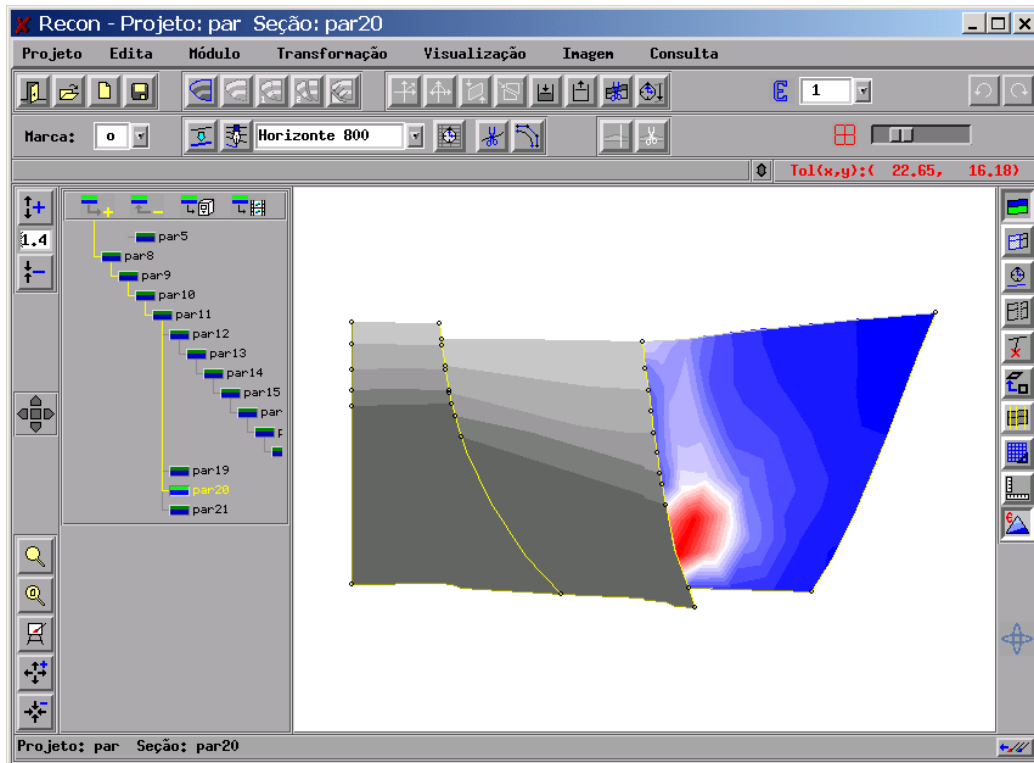 Recon - Projeto: par Seção: par20
Projeto Edita Módulo Transformação Visualização Imagem Consulta
E 1
Marca: o Horizonte 800
Tol(x,y):( 22.65, 16.18)
1.4
par5
par8
par9
par10
par11
par12
par13
par14
par15
par
p
par19
par20
par21
Projeto: par Seção: par20